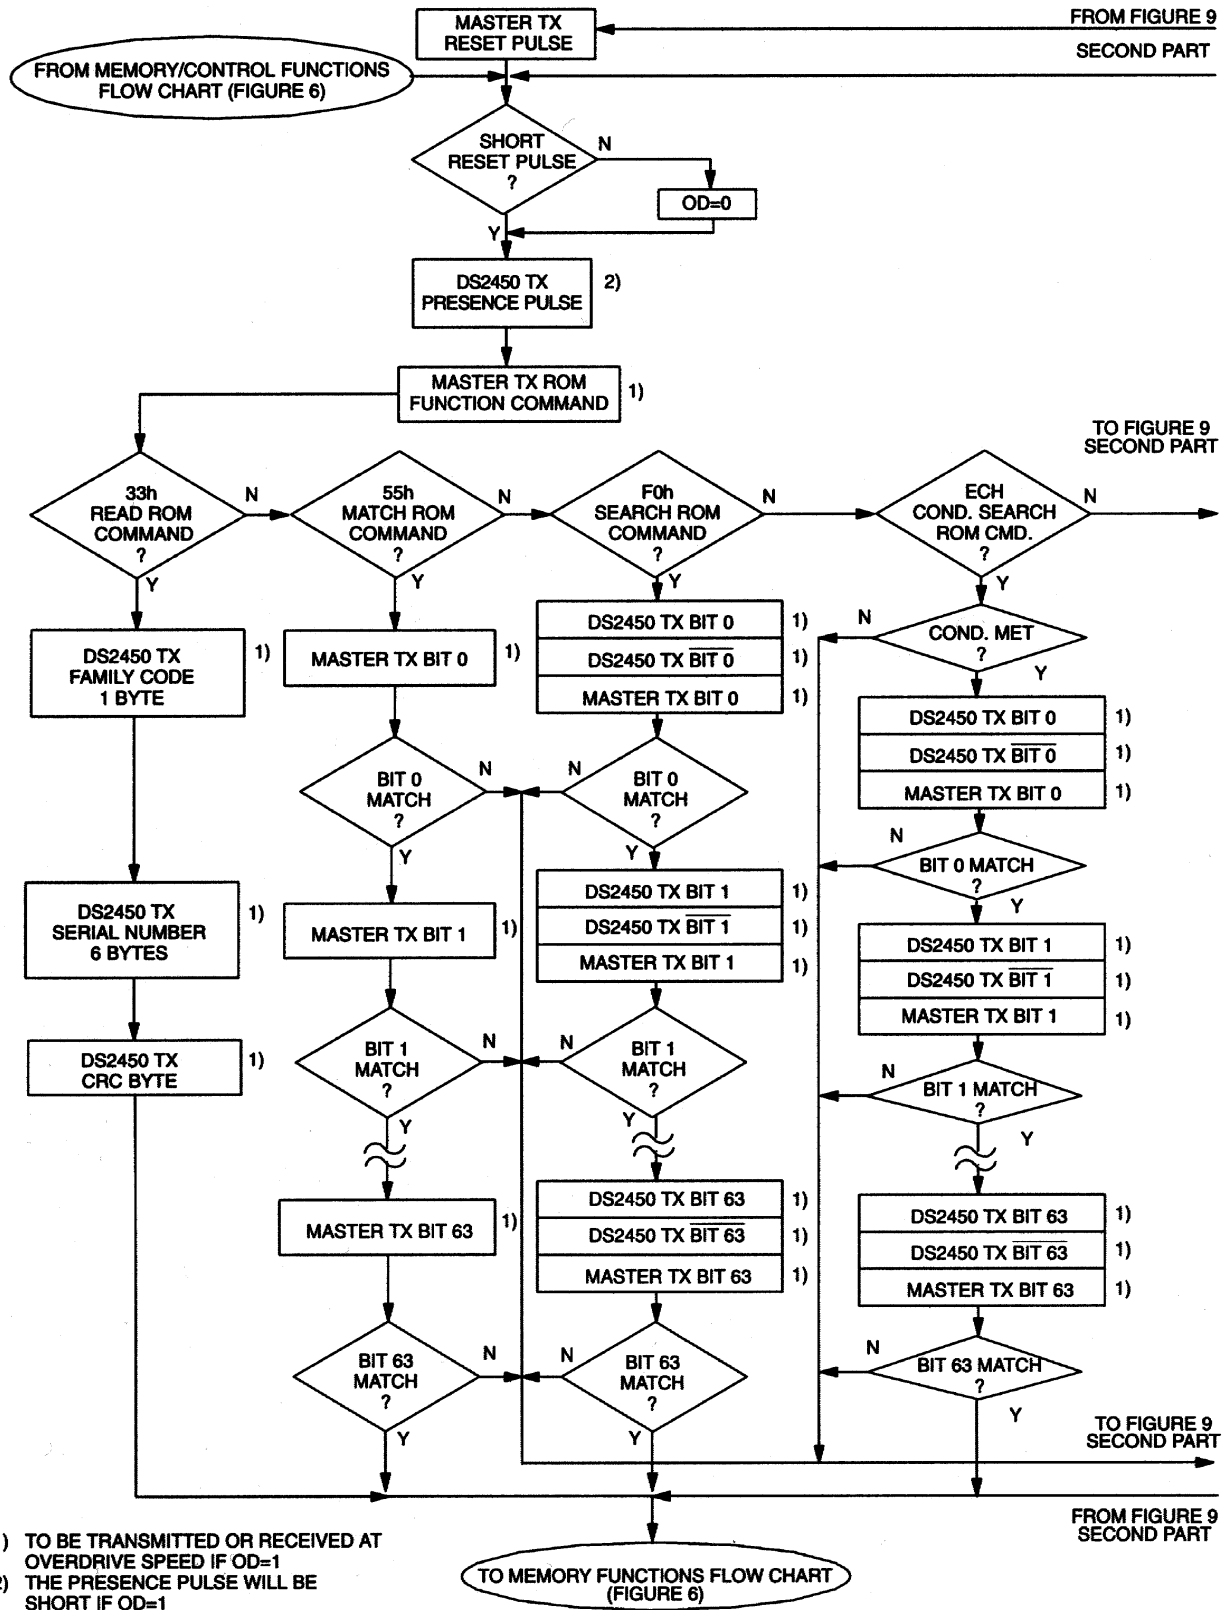 MASTER TX
RESET PULSE
FROM FIGURE 9
SECOND PART
FROM MEMORY/CONTROL FUNCTIONS
FLOW CHART (FIGURE 6)
SHORT
RESET PULSE
?
N
OD=0
Y
DS2450 TX
PRESENCE PULSE
2)
MASTER TX ROM
FUNCTION COMMAND
1)
TO FIGURE 9
SECOND PART
33h
READ ROM
COMMAND
?
N
Y
55h
MATCH ROM
COMMAND
?
N
Y
F0h
SEARCH ROM
COMMAND
?
N
Y
ECH
COND. SEARCH
ROM CMD.
?
N
Y
DS2450 TX
FAMILY CODE
1 BYTE
1)
DS2450 TX
SERIAL NUMBER
6 BYTES
1)
DS2450 TX
CRC BYTE
1)
MASTER TX BIT 0
1)
BIT 0
MATCH
?
N
Y
MASTER TX BIT 1
1)
BIT 1
MATCH
?
N
Y
MASTER TX BIT 63
1)
BIT 63
MATCH
?
N
Y
DS2450 TX BIT 0
1)
DS2450 TX B̅I̅T̅ ̅0̅
1)
MASTER TX BIT 0
1)
BIT 0
MATCH
?
N
Y
DS2450 TX BIT 1
1)
DS2450 TX B̅I̅T̅ ̅1̅
1)
MASTER TX BIT 1
1)
BIT 1
MATCH
?
N
Y
DS2450 TX BIT 63
1)
DS2450 TX B̅I̅T̅ ̅6̅3̅
1)
MASTER TX BIT 63
1)
BIT 63
MATCH
?
N
Y
COND. MET
?
N
Y
DS2450 TX BIT 0
1)
DS2450 TX B̅I̅T̅ ̅0̅
1)
MASTER TX BIT 0
1)
BIT 0 MATCH
?
N
Y
DS2450 TX BIT 1
1)
DS2450 TX B̅I̅T̅ ̅1̅
1)
MASTER TX BIT 1
1)
BIT 1 MATCH
?
N
Y
DS2450 TX BIT 63
1)
DS2450 TX B̅I̅T̅ ̅6̅3̅
1)
MASTER TX BIT 63
1)
BIT 63 MATCH
?
N
Y
TO FIGURE 9
SECOND PART
FROM FIGURE 9
SECOND PART
) TO BE TRANSMITTED OR RECEIVED AT
OVERDRIVE SPEED IF OD=1
2) THE PRESENCE PULSE WILL BE
SHORT IF OD=1
TO MEMORY FUNCTIONS FLOW CHART
(FIGURE 6)